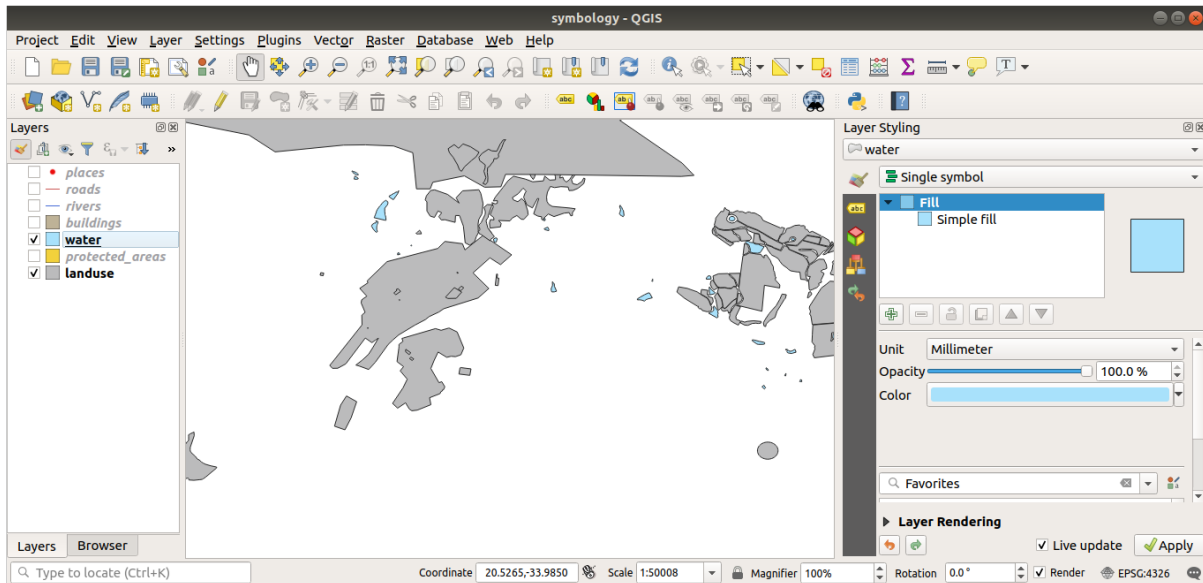 symbology - QGIS
Project Edit View Layer Settings Plugins Vector Raster Database Web Help
Layers
places
roads
rivers
buildings
water
protected_areas
landuse
Layers Browser
Layer Styling
water
Single symbol
Fill
Simple fill
Unit Millimeter
Opacity 100.0 %
Color
Favorites
Layer Rendering
Live update Apply
Type to locate (Ctrl+K) Coordinate 20.5265,-33.9850 Scale 1:50008 Magnifier 100% Rotation 0.0 ° Render EPSG:4326